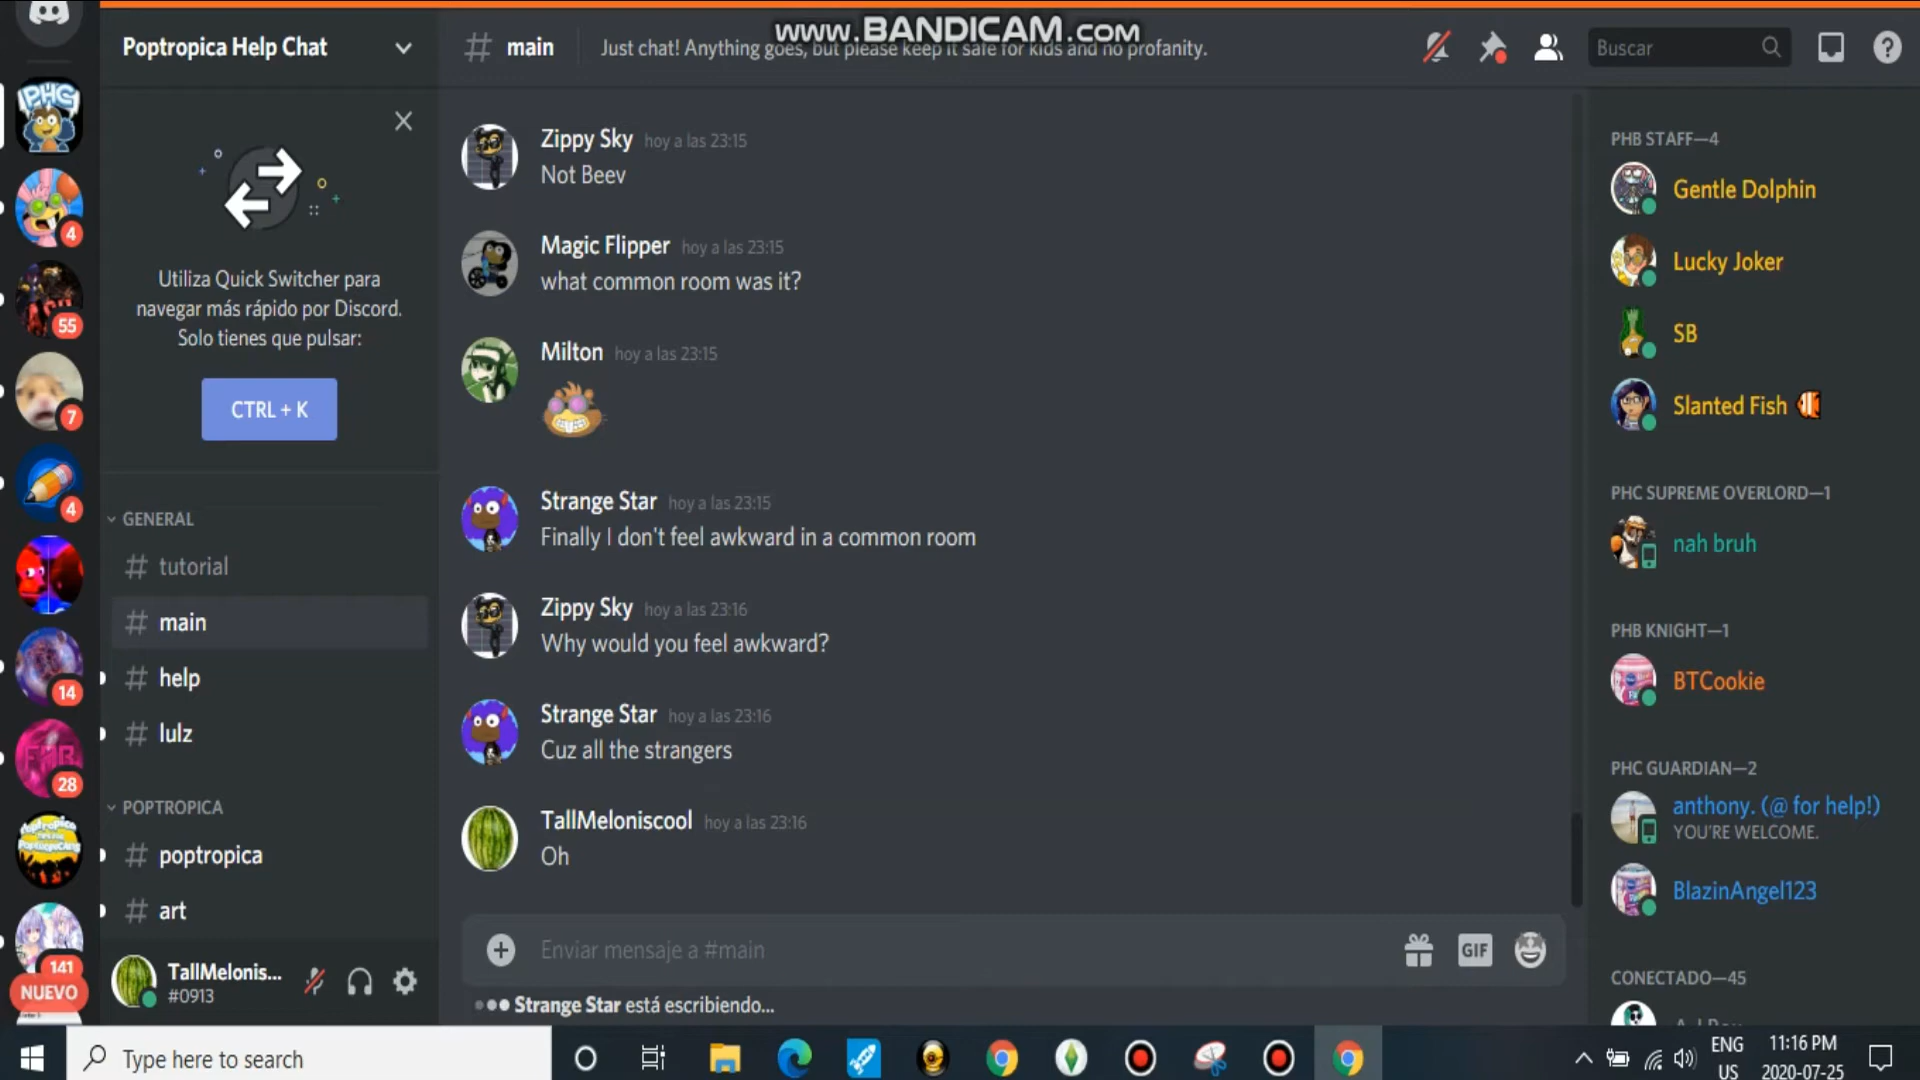 www.BANDICAM.com
Poptropica Help Chat
main
Just chat! Anything goes, but please keep it safe for kids and no profanity.
Buscar
PHC
4
55
7
4
14
28
141
NUEVO
Utiliza Quick Switcher para
navegar más rápido por Discord.
Solo tienes que pulsar:
CTRL + K
GENERAL
# tutorial
# main
# help
# lulz
POPTROPICA
# poptropica
# art
TallMelonis...
#0913
Zippy Sky hoy a las 23:15
Not Beev
Magic Flipper hoy a las 23:15
what common room was it?
Milton hoy a las 23:15
Strange Star hoy a las 23:15
Finally I don't feel awkward in a common room
Zippy Sky hoy a las 23:16
Why would you feel awkward?
Strange Star hoy a las 23:16
Cuz all the strangers
TallMeloniscool hoy a las 23:16
Oh
Enviar mensaje a #main
GIF
Strange Star está escribiendo...
PHB STAFF—4
Gentle Dolphin
Lucky Joker
SB
Slanted Fish
PHC SUPREME OVERLORD—1
nah bruh
PHB KNIGHT—1
BTCookie
PHC GUARDIAN—2
anthony. (@ for help!)
YOU'RE WELCOME.
BlazinAngel123
CONECTADO—45
Type here to search
ENG
US
11:16 PM
2020-07-25